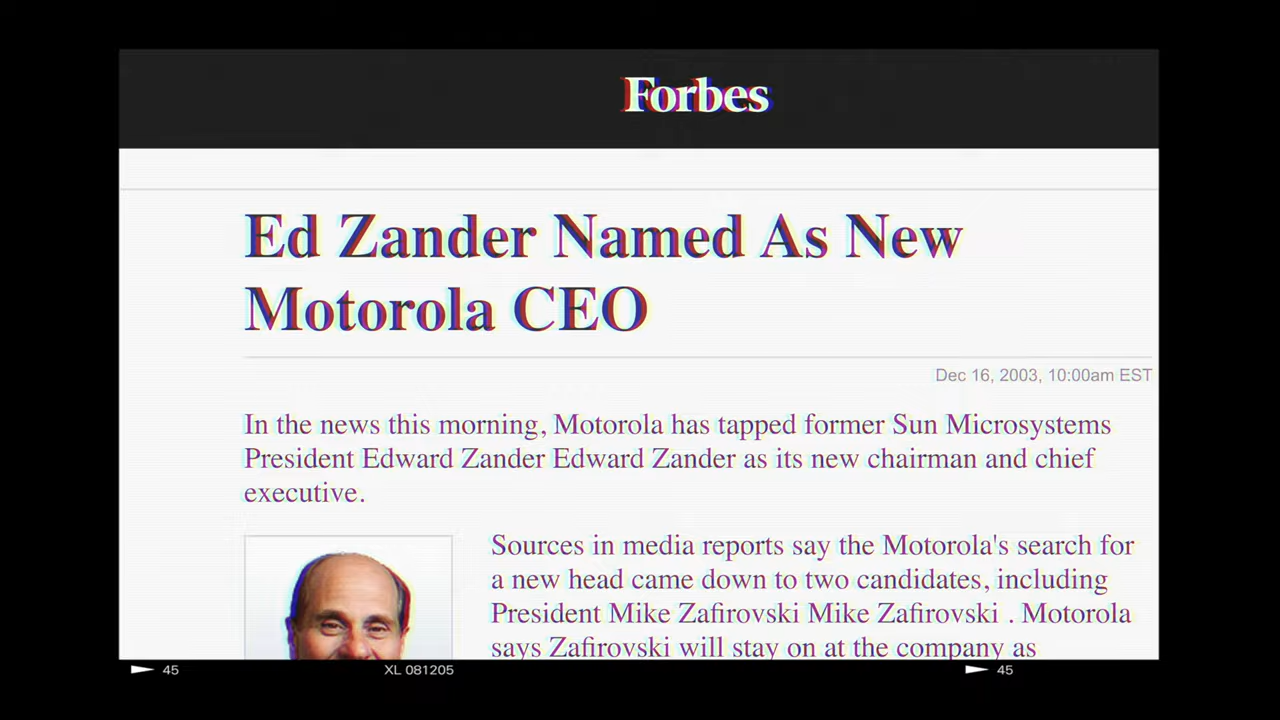 Forbes
Ed Zander Named As New
Motorola CEO
Dec 16, 2003, 10:00am EST
In the news this morning, Motorola has tapped former Sun Microsystems
President Edward Zander Edward Zander as its new chairman and chief
executive.
Sources in media reports say the Motorola's search for
a new head came down to two candidates, including
President Mike Zafirovski Mike Zafirovski . Motorola
says Zafirovski will stay on at the company as
45
XL 081205
45